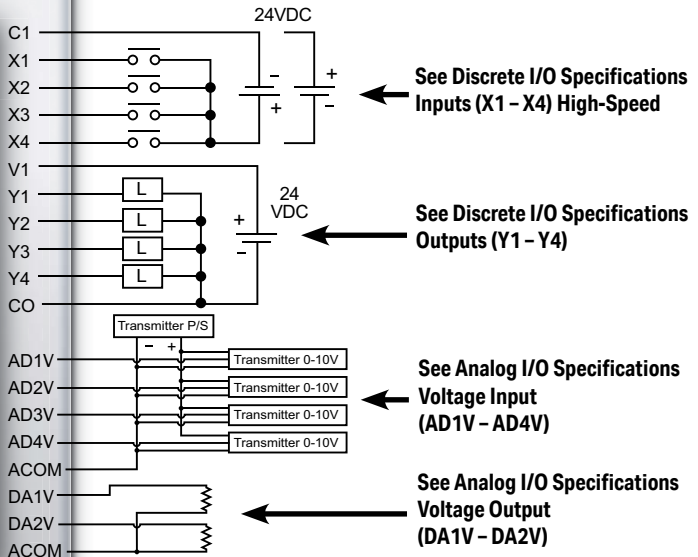 24VDC
C1
X1
X2
X3
X4
- +
+ -
See Discrete I/O Specifications
Inputs (X1 – X4) High-Speed
V1
Y1 L
Y2 L
Y3 L
Y4 L
CO
24
VDC
+
-
See Discrete I/O Specifications
Outputs (Y1 – Y4)
Transmitter P/S
- +
AD1V Transmitter 0-10V
AD2V Transmitter 0-10V
AD3V Transmitter 0-10V
AD4V Transmitter 0-10V
ACOM
See Analog I/O Specifications
Voltage Input
(AD1V – AD4V)
DA1V
DA2V
ACOM
See Analog I/O Specifications
Voltage Output
(DA1V – DA2V)